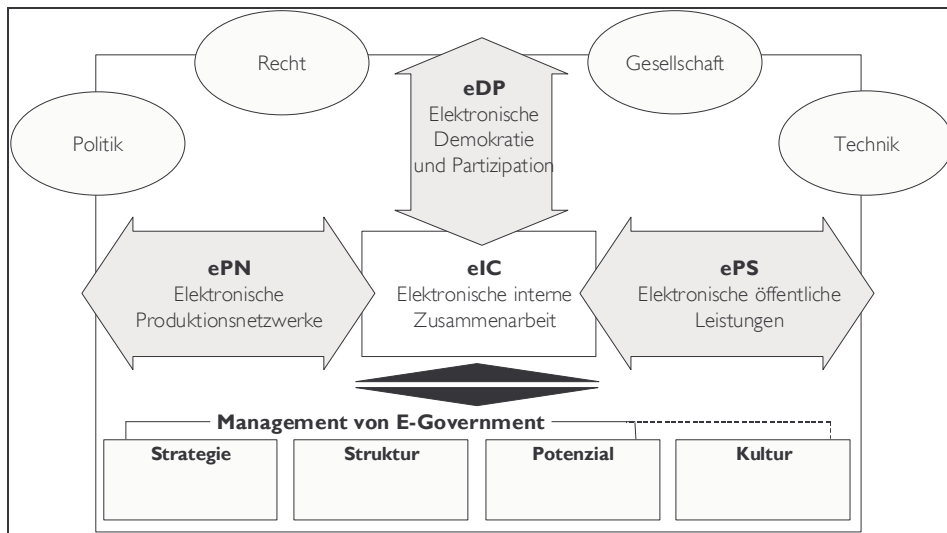 Recht
Gesellschaft
Politik
Technik
eDP
Elektronische
Demokratie
und Partizipation
ePN
Elektronische
Produktionsnetzwerke
eIC
Elektronische interne
Zusammenarbeit
ePS
Elektronische öffentliche
Leistungen
Management von E-Government
Strategie
Struktur
Potenzial
Kultur